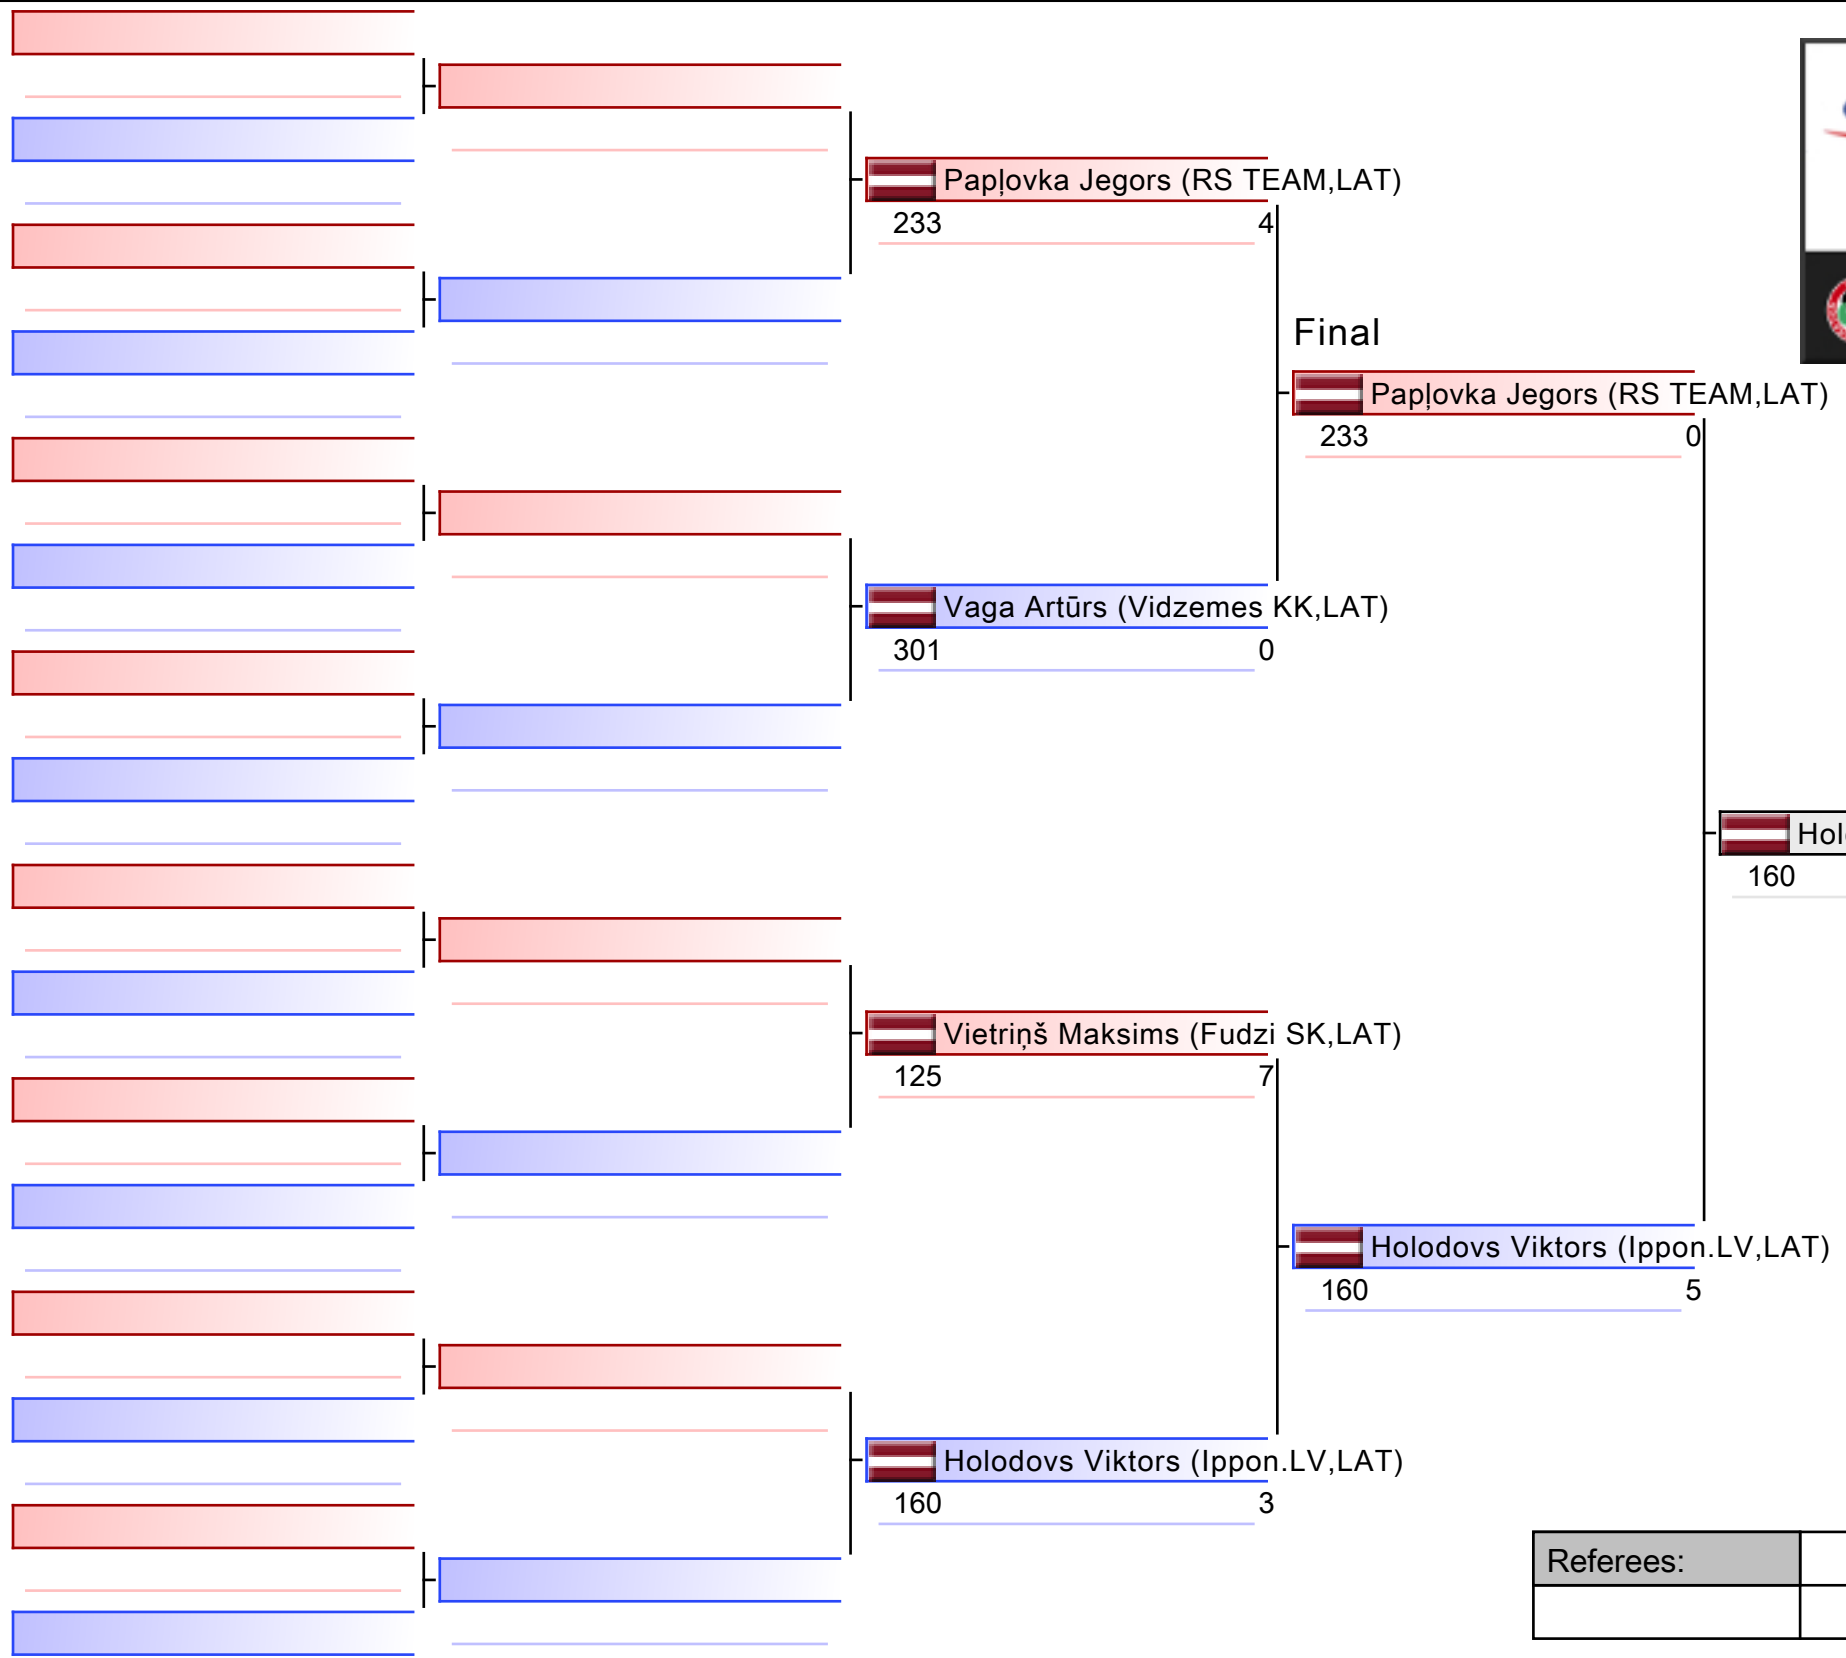 Papļovka Jegors (RS TEAM,LAT)
233 4
Final
Papļovka Jegors (RS TEAM,LAT)
233 0
Vaga Artūrs (Vidzemes KK,LAT)
301 0
Hol
160
Vietriņš Maksims (Fudzi SK,LAT)
125 7
Holodovs Viktors (Ippon.LV,LAT)
160 5
Holodovs Viktors (Ippon.LV,LAT)
160 3
Referees: